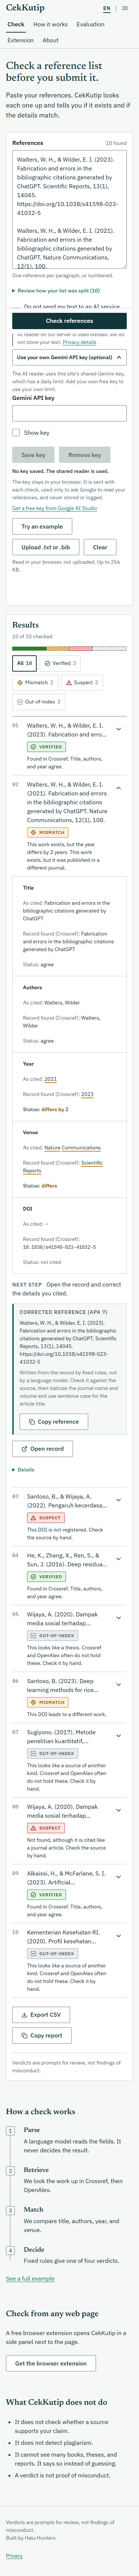 CekKutip
EN | ID
Check How it works Evaluation
Extension About
Check a reference list
before you submit it.
Paste your references. CekKutip looks
each one up and tells you if it exists and if
the details match.
References 10 found
Walters, W. H., & Wilder, E. I. (2023).
Fabrication and errors in the
bibliographic citations generated by
ChatGPT. Scientific Reports, 13(1),
14045.
https://doi.org/10.1038/s41598-023-
41032-5
Walters, W. H., & Wilder, E. I. (2021).
Fabrication and errors in the
bibliographic citations generated by
ChatGPT. Nature Communications,
12(1), 100.
One reference per paragraph, or numbered.
Review how your list was split (10)
Do not send my text to an AI service
Check references
AI reader on our server is used instead. We do
not store your text. Privacy details
Use your own Gemini API key (optional)
The AI reader uses this site's shared Gemini key,
which has a daily limit. Add your own free key to
use your own limit.
Gemini API key
Show key
Save key Remove key
No key saved. The shared reader is used.
The key stays in your browser. It is sent with
each check, used only to ask Google to read your
references, and never stored or logged.
Get a free key from Google AI Studio
Try an example
Upload .txt or .bib Clear
Read in your browser, not uploaded. Up to 256
KB.
Results
10 of 10 checked
All 10 Verified 3
Mismatch 2 Suspect 2
Out-of-index 3
01 Walters, W. H., & Wilder, E. I.
(2023). Fabrication and erro...
VERIFIED
Found in Crossref. Title, authors,
and year agree.
02 Walters, W. H., & Wilder, E. I.
(2021). Fabrication and errors
in the bibliographic citations
generated by ChatGPT. Nature
Communications, 12(1), 100.
MISMATCH
This work exists, but the year
differs by 2 years. This work
exists, but it was published in a
different journal.
Title
As cited: Fabrication and errors in the
bibliographic citations generated by
ChatGPT
Record found (Crossref): Fabrication
and errors in the bibliographic citations
generated by ChatGPT
Status: agree
Authors
As cited: Walters, Wilder
Record found (Crossref): Walters,
Wilder
Status: agree
Year
As cited: 2021
Record found (Crossref): 2023
Status: differs by 2
Venue
As cited: Nature Communications
Record found (Crossref): Scientific
Reports
Status: differs
DOI
As cited: —
Record found (Crossref):
10.1038/s41598-023-41032-5
Status: not cited
NEXT STEP Open the record and correct
the details you cited.
CORRECTED REFERENCE (APA 7)
Walters, W. H., & Wilder, E. I. (2023).
Fabrication and errors in the bibliographic
citations generated by ChatGPT. Scientific
Reports, 13(1), 14045.
https://doi.org/10.1038/s41598-023-
41032-5
Written from the record by fixed rules, not
by a language model. Check it against the
source, then italicize the journal name and
volume and use sentence case for the
article title.
Copy reference
Open record
Details
03 Santoso, B., & Wijaya, A.
(2022). Pengaruh kecerdasa...
SUSPECT
This DOI is not registered. Check
the source by hand.
04 He, K., Zhang, X., Ren, S., &
Sun, J. (2016). Deep residua...
VERIFIED
Found in Crossref. Title, authors,
and year agree.
05 Wijaya, A. (2020). Dampak
media sosial terhadap...
OUT-OF-INDEX
This looks like a thesis. Crossref
and OpenAlex often do not hold
these. Check it by hand.
06 Santoso, B. (2023). Deep
learning methods for rice...
MISMATCH
This DOI leads to a different work.
07 Sugiyono. (2017). Metode
penelitian kuantitatif,...
OUT-OF-INDEX
This looks like a source of another
kind. Crossref and OpenAlex often
do not hold these. Check it by
hand.
08 Wijaya, A. (2020). Dampak
media sosial terhadap...
SUSPECT
Not found, although it is cited like
a journal article. Check the source
by hand.
09 Alkaissi, H., & McFarlane, S. I.
(2023). Artificial...
VERIFIED
Found in Crossref. Title, authors,
and year agree.
10 Kementerian Kesehatan RI.
(2020). Profil kesehatan...
OUT-OF-INDEX
This looks like a source of another
kind. Crossref and OpenAlex often
do not hold these. Check it by
hand.
Export CSV
Copy report
Verdicts are prompts for review, not findings of
misconduct.
How a check works
1 Parse
A language model reads the fields. It
never decides the result.
2 Retrieve
We look the work up in Crossref, then
OpenAlex.
3 Match
We compare title, authors, year, and
venue.
4 Decide
Fixed rules give one of four verdicts.
See a full example
Check from any web page
A free browser extension opens CekKutip in a
side panel next to the page.
Get the browser extension
What CekKutip does not do
It does not check whether a source
supports your claim.
It does not detect plagiarism.
It cannot see many books, theses, and
reports. It says so instead of guessing.
A verdict is not proof of misconduct.
Verdicts are prompts for review, not findings of
misconduct.
Built by Halu Hunters
Privacy